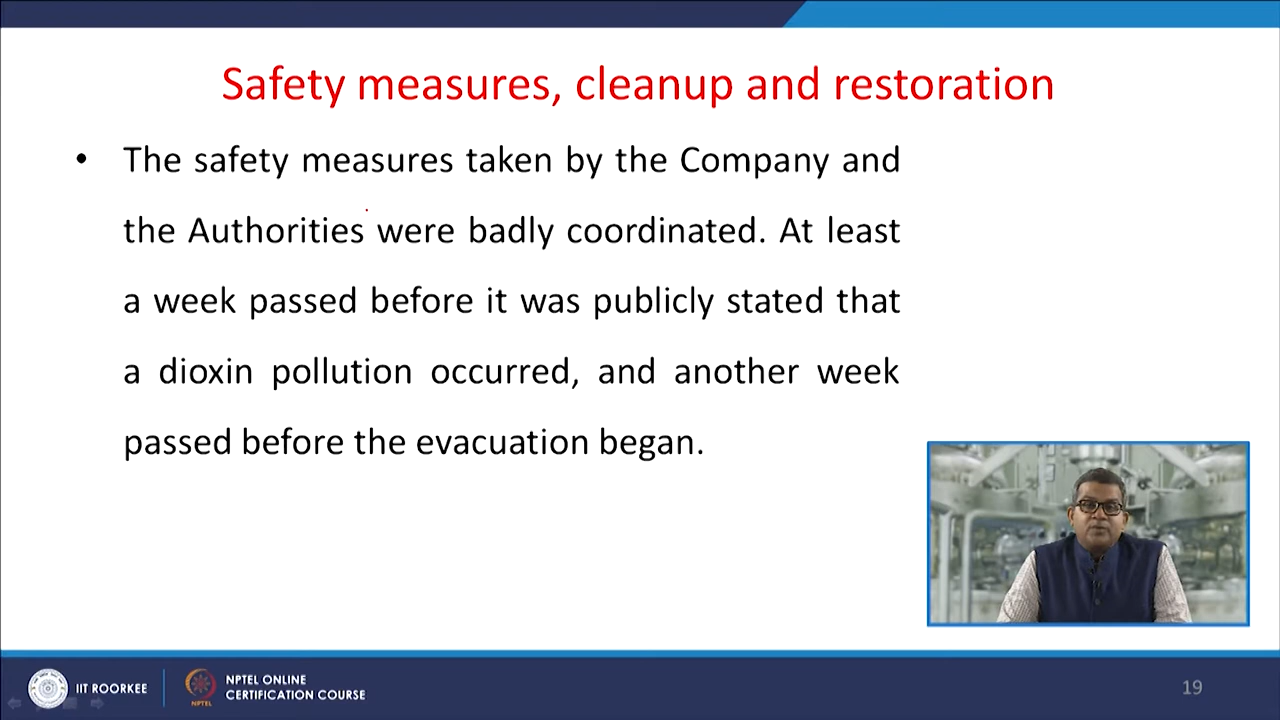 Safety measures, cleanup and restoration
• The safety measures taken by the Company and
the Authorities were badly coordinated. At least
a week passed before it was publicly stated that
a dioxin pollution occurred, and another week
passed before the evacuation began.
IIT ROORKEE
NPTEL
NPTEL ONLINE
CERTIFICATION COURSE
19